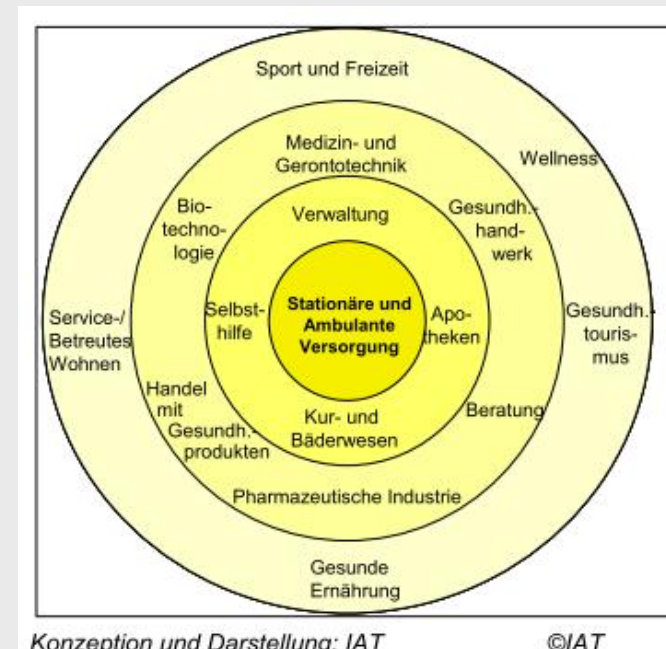 Sport und Freizeit
Wellness
Medizin- und
Gerontotechnik
Bio-
techno-
logie
Gesundh.-
hand-
werk
Verwaltung
Service-/
Betreutes
Wohnen
Selbst-
hilfe
Stationäre und
Ambulante
Versorgung
Apo-
theken
Gesundh.-
touris-
mus
Handel
mit
Gesundh.-
produkten
Kur- und
Bäderwesen
Beratung
Pharmazeutische Industrie
Gesunde
Ernährung
Konzeption und Darstellung: IAT ©IAT